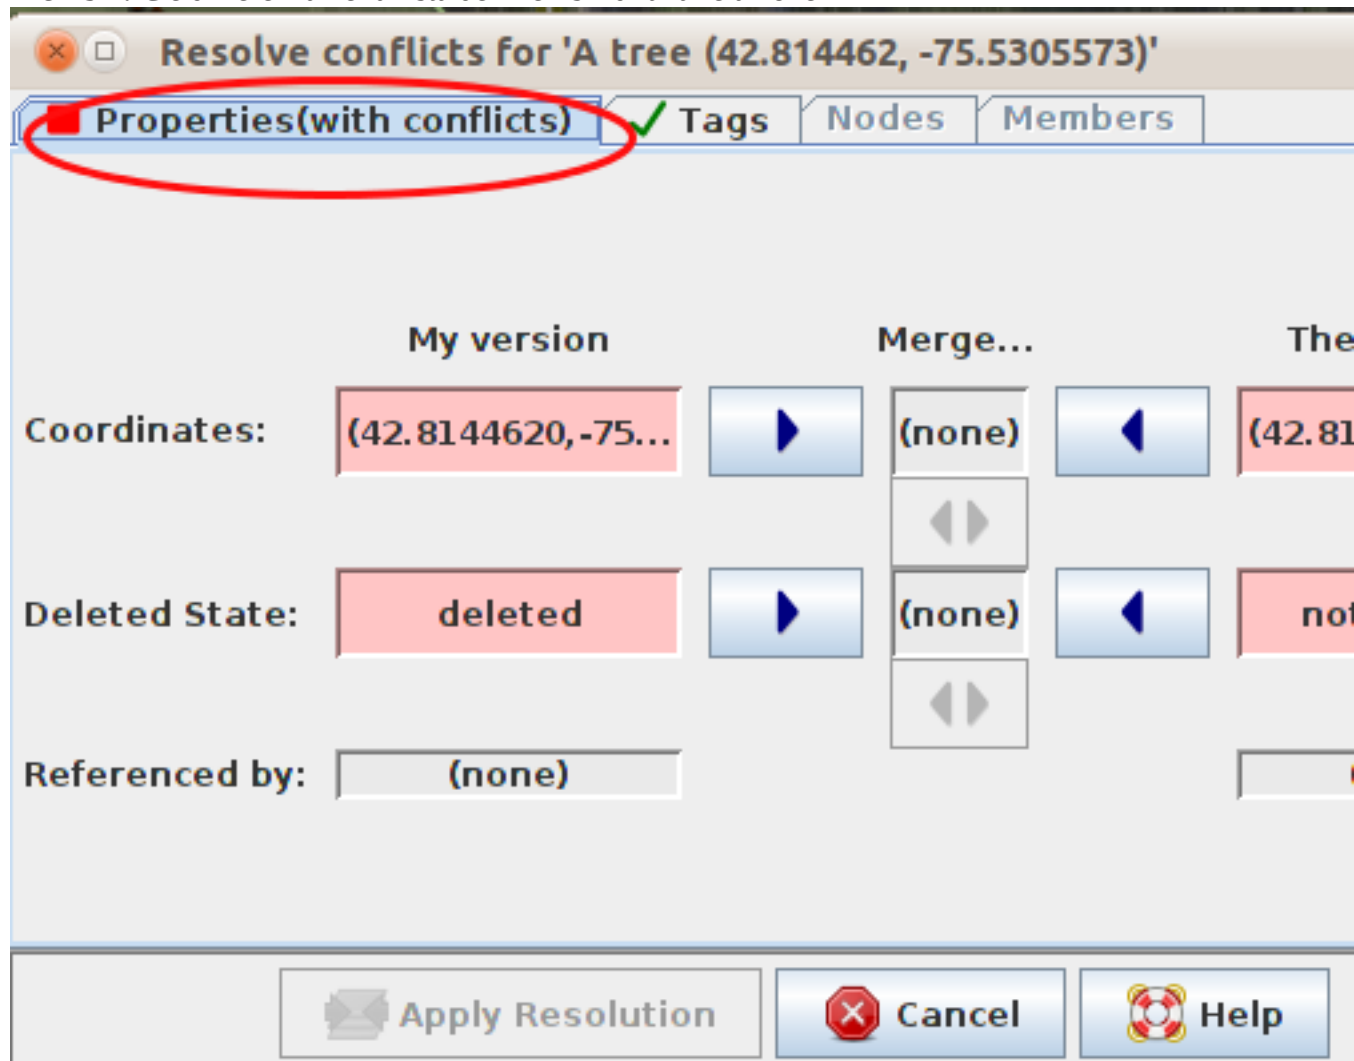 Resolve conflicts for 'A tree (42.814462, -75.5305573)'
Properties(with conflicts) Tags Nodes Members
My version Merge... The
Coordinates: (42.8144620,-75... (none) (42.81
Deleted State: deleted (none) not
Referenced by: (none)
Apply Resolution Cancel Help